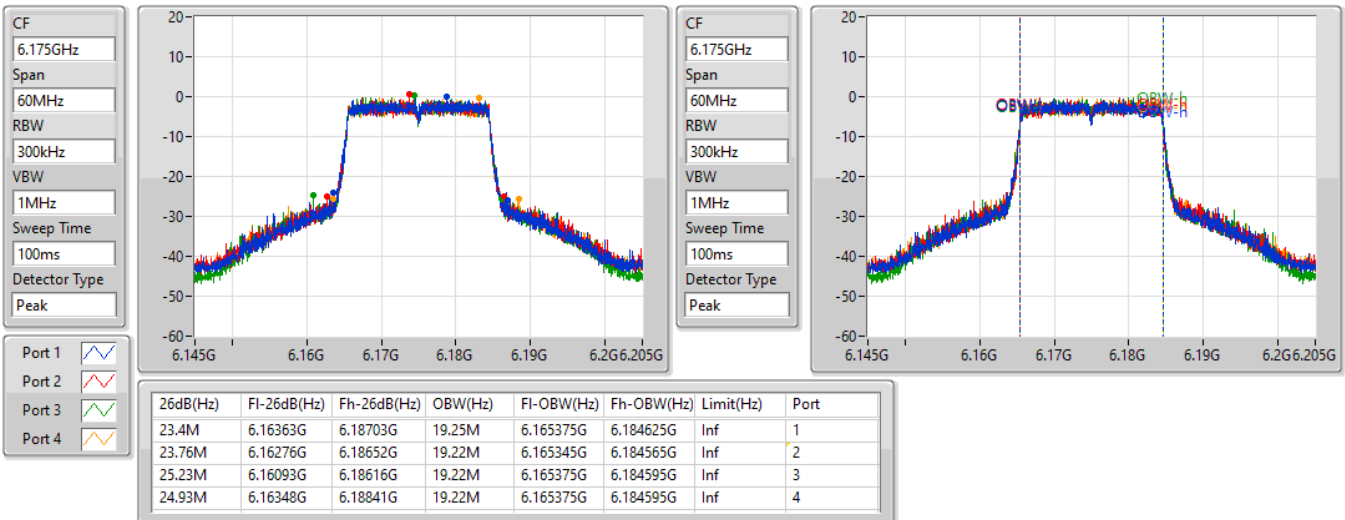 CF
6.175GHz
Span
60MHz
RBW
300kHz
VBW
1MHz
Sweep Time
100ms
Detector Type
Peak
Port 1
Port 2
Port 3
Port 4
20
10
0
-10
-20
-30
-40
-50
-60
6.145G 6.16G 6.17G 6.18G 6.19G 6.2G 6.205G
CF
6.175GHz
Span
60MHz
RBW
300kHz
VBW
1MHz
Sweep Time
100ms
Detector Type
Peak
20
10
0
-10
-20
-30
-40
-50
-60
OBW-h
OBW-h
6.145G 6.16G 6.17G 6.18G 6.19G 6.2G 6.205G
26dB(Hz) Fl-26dB(Hz) Fh-26dB(Hz) OBW(Hz) Fl-OBW(Hz) Fh-OBW(Hz) Limit(Hz) Port
23.4M 6.16363G 6.18703G 19.25M 6.165375G 6.184625G Inf 1
23.76M 6.16276G 6.18652G 19.22M 6.165345G 6.184565G Inf 2
25.23M 6.16093G 6.18616G 19.22M 6.165375G 6.184595G Inf 3
24.93M 6.16348G 6.18841G 19.22M 6.165375G 6.184595G Inf 4